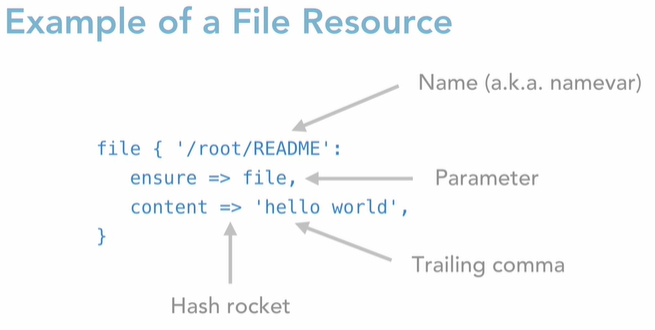 Example of a File Resource
Name (a.k.a. namevar)
file { '/root/README':
ensure => file,
Parameter
content => 'hello world',
}
Trailing comma
Hash rocket